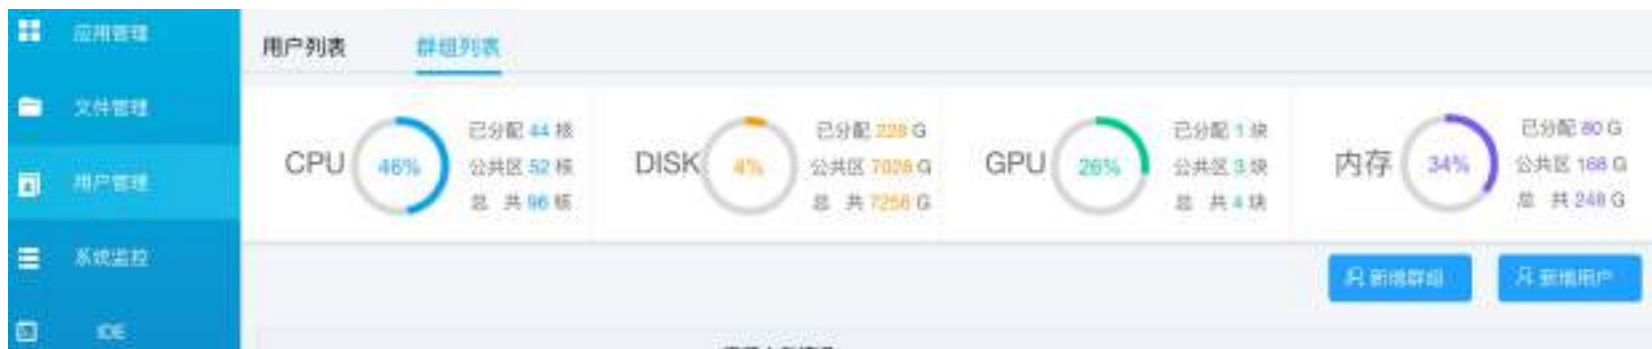 应用管理
文件管理
用户管理
系统监控
IDE
用户列表
群组列表
CPU
46%
已分配 44 核
公共区 52 核
总 共 96 核
DISK
4%
已分配 228 G
公共区 7028 G
总 共 7256 G
GPU
26%
已分配 1 块
公共区 3 块
总 共 4 块
内存
34%
已分配 80 G
公共区 168 G
总 共 248 G
新增群组
新增用户